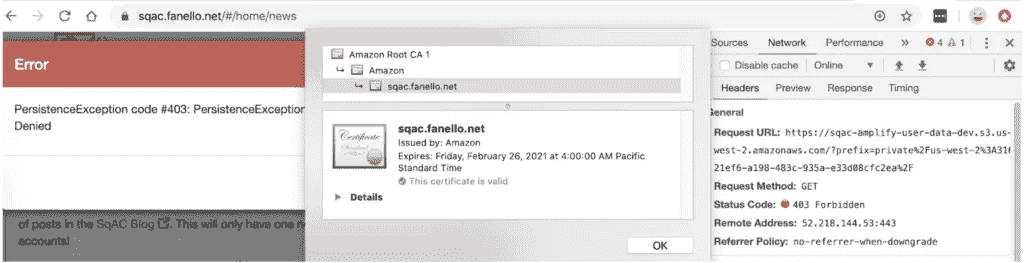 sqac.fanello.net/#/home/news
Error
PersistenceException code #403: PersistenceException
Denied
of posts in the SqAC Blog. This will only have one
accounts!
Amazon Root CA 1
Amazon
sqac.fanello.net
Certificate
Standard
sqac.fanello.net
Issued by: Amazon
Expires: Friday, February 26, 2021 at 4:00:00 AM Pacific
Standard Time
This certificate is valid
Details
OK
Sources Network Performance » 4 1
Disable cache Online
Headers Preview Response Timing
General
Request URL: https://sqac-amplify-user-data-dev.s3.us-
west-2.amazonaws.com/?prefix=private%2Fus-west-2%3A316
21ef6-a198-483c-935a-e33d08cfc2ea%2F
Request Method: GET
Status Code: 403 Forbidden
Remote Address: 52.218.144.53:443
Referrer Policy: no-referrer-when-downgrade